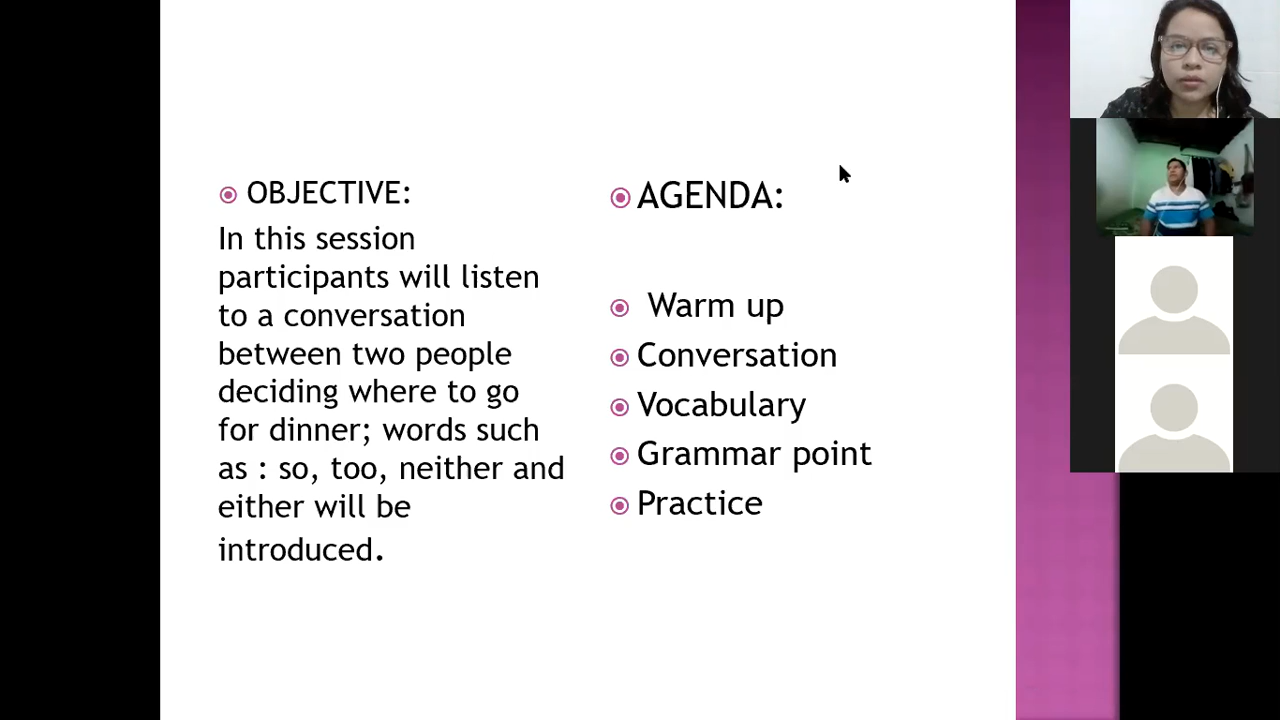 OBJECTIVE:
In this session
participants will listen
to a conversation
between two people
deciding where to go
for dinner; words such
as : so, too, neither and
either will be
introduced.
AGENDA:
Warm up
Conversation
Vocabulary
Grammar point
Practice